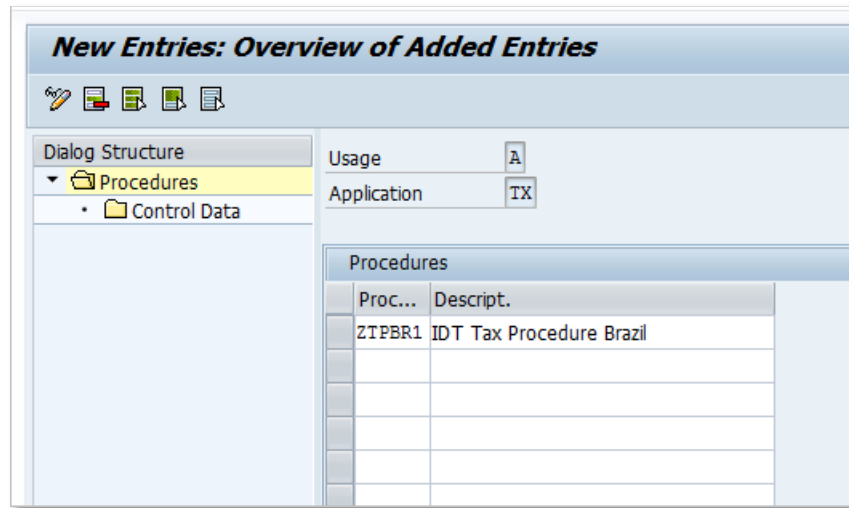 New Entries: Overview of Added Entries
Dialog Structure
Procedures
Control Data
Usage A
Application TX
Procedures
Proc... Descript.
ZTPBR1 IDT Tax Procedure Brazil